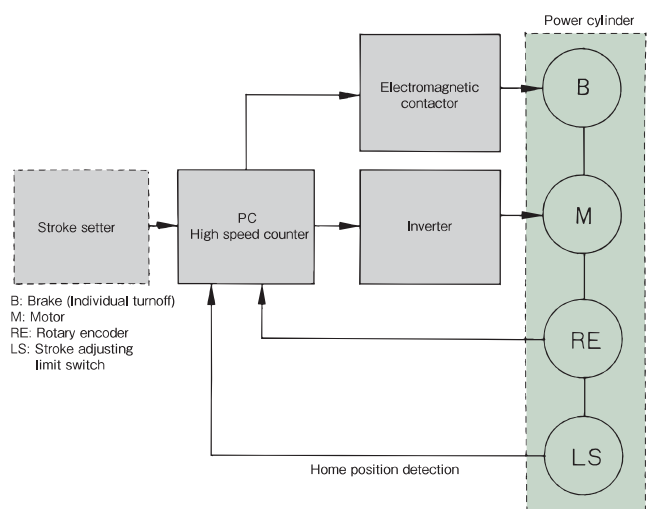 Power cylinder
Electromagnetic
contactor
B
Stroke setter
PC
High speed counter
Inverter
M
B: Brake (Individual turnoff)
M: Motor
RE: Rotary encoder
LS: Stroke adjusting
limit switch
RE
LS
Home position detection